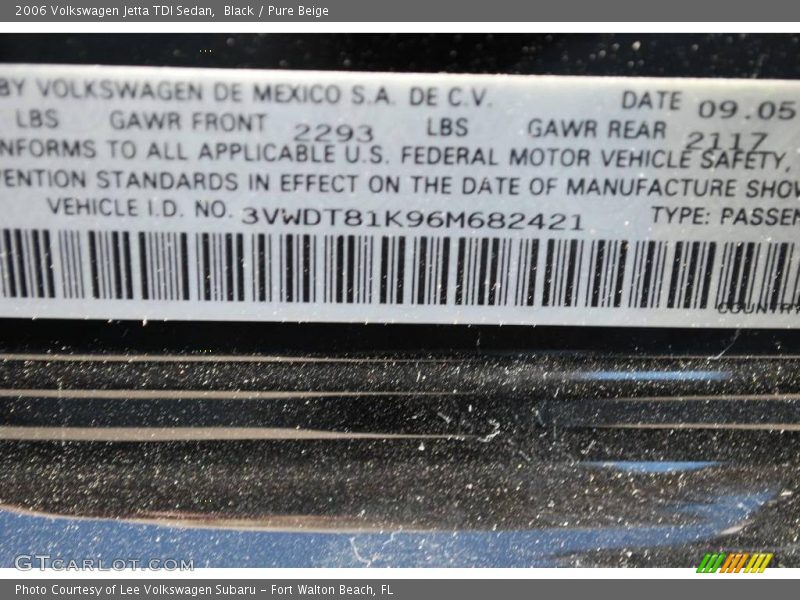 2006 Volkswagen Jetta TDI Sedan, Black / Pure Beige
BY VOLKSWAGEN DE MEXICO S.A. DE C.V. DATE 09.05
LBS GAWR FRONT 2293 LBS GAWR REAR 2117
NFORMS TO ALL APPLICABLE U.S. FEDERAL MOTOR VEHICLE SAFETY,
VENTION STANDARDS IN EFFECT ON THE DATE OF MANUFACTURE SHOW
VEHICLE I.D. NO. 3VWDT81K96M682421 TYPE: PASSEN
COUNTRY
GTCARLOT.COM
Photo Courtesy of Lee Volkswagen Subaru - Fort Walton Beach, FL